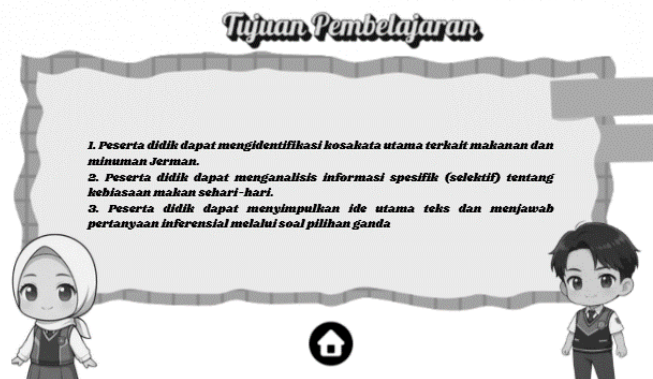 Tujuan Pembelajaran
1. Peserta didik dapat mengidentifikasi kosakata utama terkait makanan dan
minuman Jerman.
2. Peserta didik dapat menganalisis informasi spesifik (selektif) tentang
kebiasaan makan sehari-hari.
3. Peserta didik dapat menyimpulkan ide utama teks dan menjawab
pertanyaan inferensial melalui soal pilihan ganda